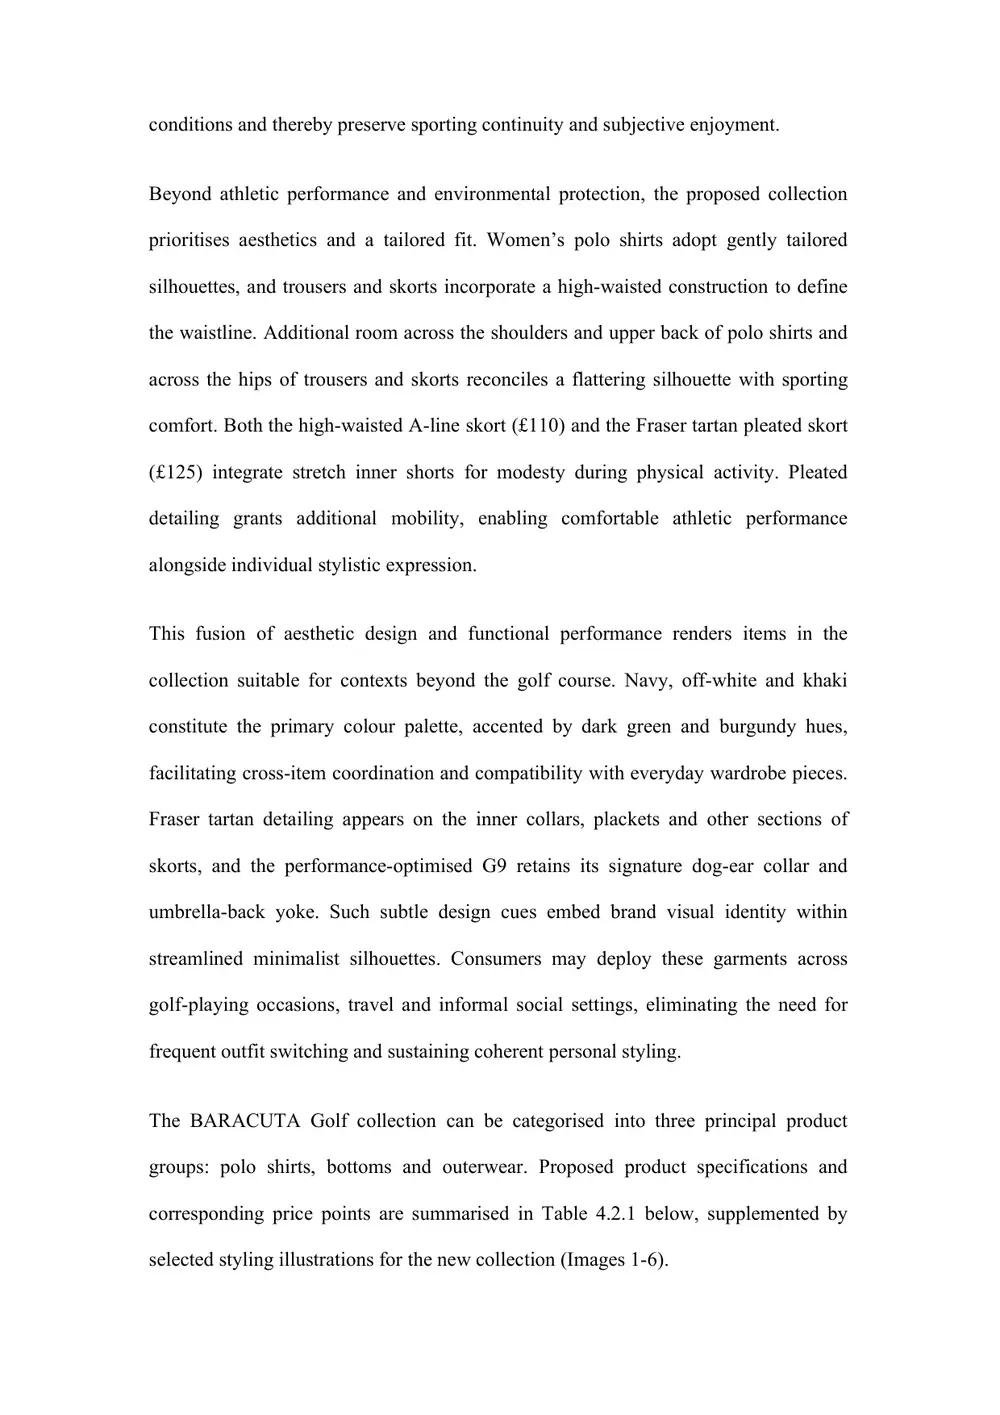 conditions and thereby preserve sporting continuity and subjective enjoyment.
Beyond athletic performance and environmental protection, the proposed collection
prioritises aesthetics and a tailored fit. Women’s polo shirts adopt gently tailored
silhouettes, and trousers and skorts incorporate a high-waisted construction to define
the waistline. Additional room across the shoulders and upper back of polo shirts and
across the hips of trousers and skorts reconciles a flattering silhouette with sporting
comfort. Both the high-waisted A-line skort (£110) and the Fraser tartan pleated skort
(£125) integrate stretch inner shorts for modesty during physical activity. Pleated
detailing grants additional mobility, enabling comfortable athletic performance
alongside individual stylistic expression.
This fusion of aesthetic design and functional performance renders items in the
collection suitable for contexts beyond the golf course. Navy, off-white and khaki
constitute the primary colour palette, accented by dark green and burgundy hues,
facilitating cross-item coordination and compatibility with everyday wardrobe pieces.
Fraser tartan detailing appears on the inner collars, plackets and other sections of
skorts, and the performance-optimised G9 retains its signature dog-ear collar and
umbrella-back yoke. Such subtle design cues embed brand visual identity within
streamlined minimalist silhouettes. Consumers may deploy these garments across
golf-playing occasions, travel and informal social settings, eliminating the need for
frequent outfit switching and sustaining coherent personal styling.
The BARACUTA Golf collection can be categorised into three principal product
groups: polo shirts, bottoms and outerwear. Proposed product specifications and
corresponding price points are summarised in Table 4.2.1 below, supplemented by
selected styling illustrations for the new collection (Images 1-6).